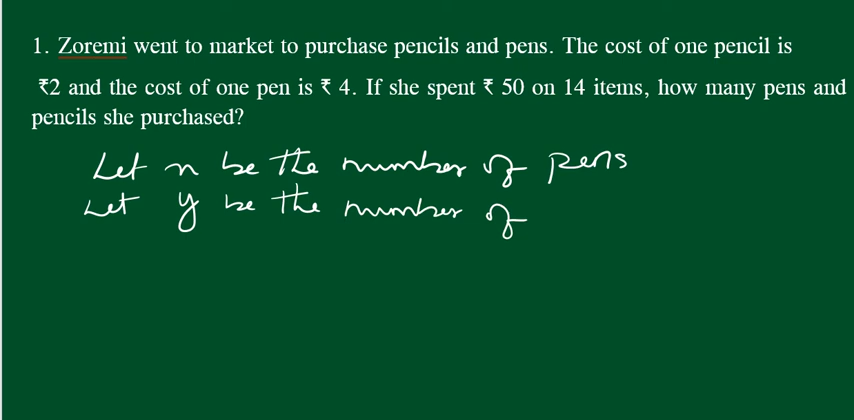 1. Zoremi went to market to purchase pencils and pens. The cost of one pencil is
₹2 and the cost of one pen is ₹ 4. If she spent ₹ 50 on 14 items, how many pens and
pencils she purchased?
Let n be the number of pens
Let y be the number of